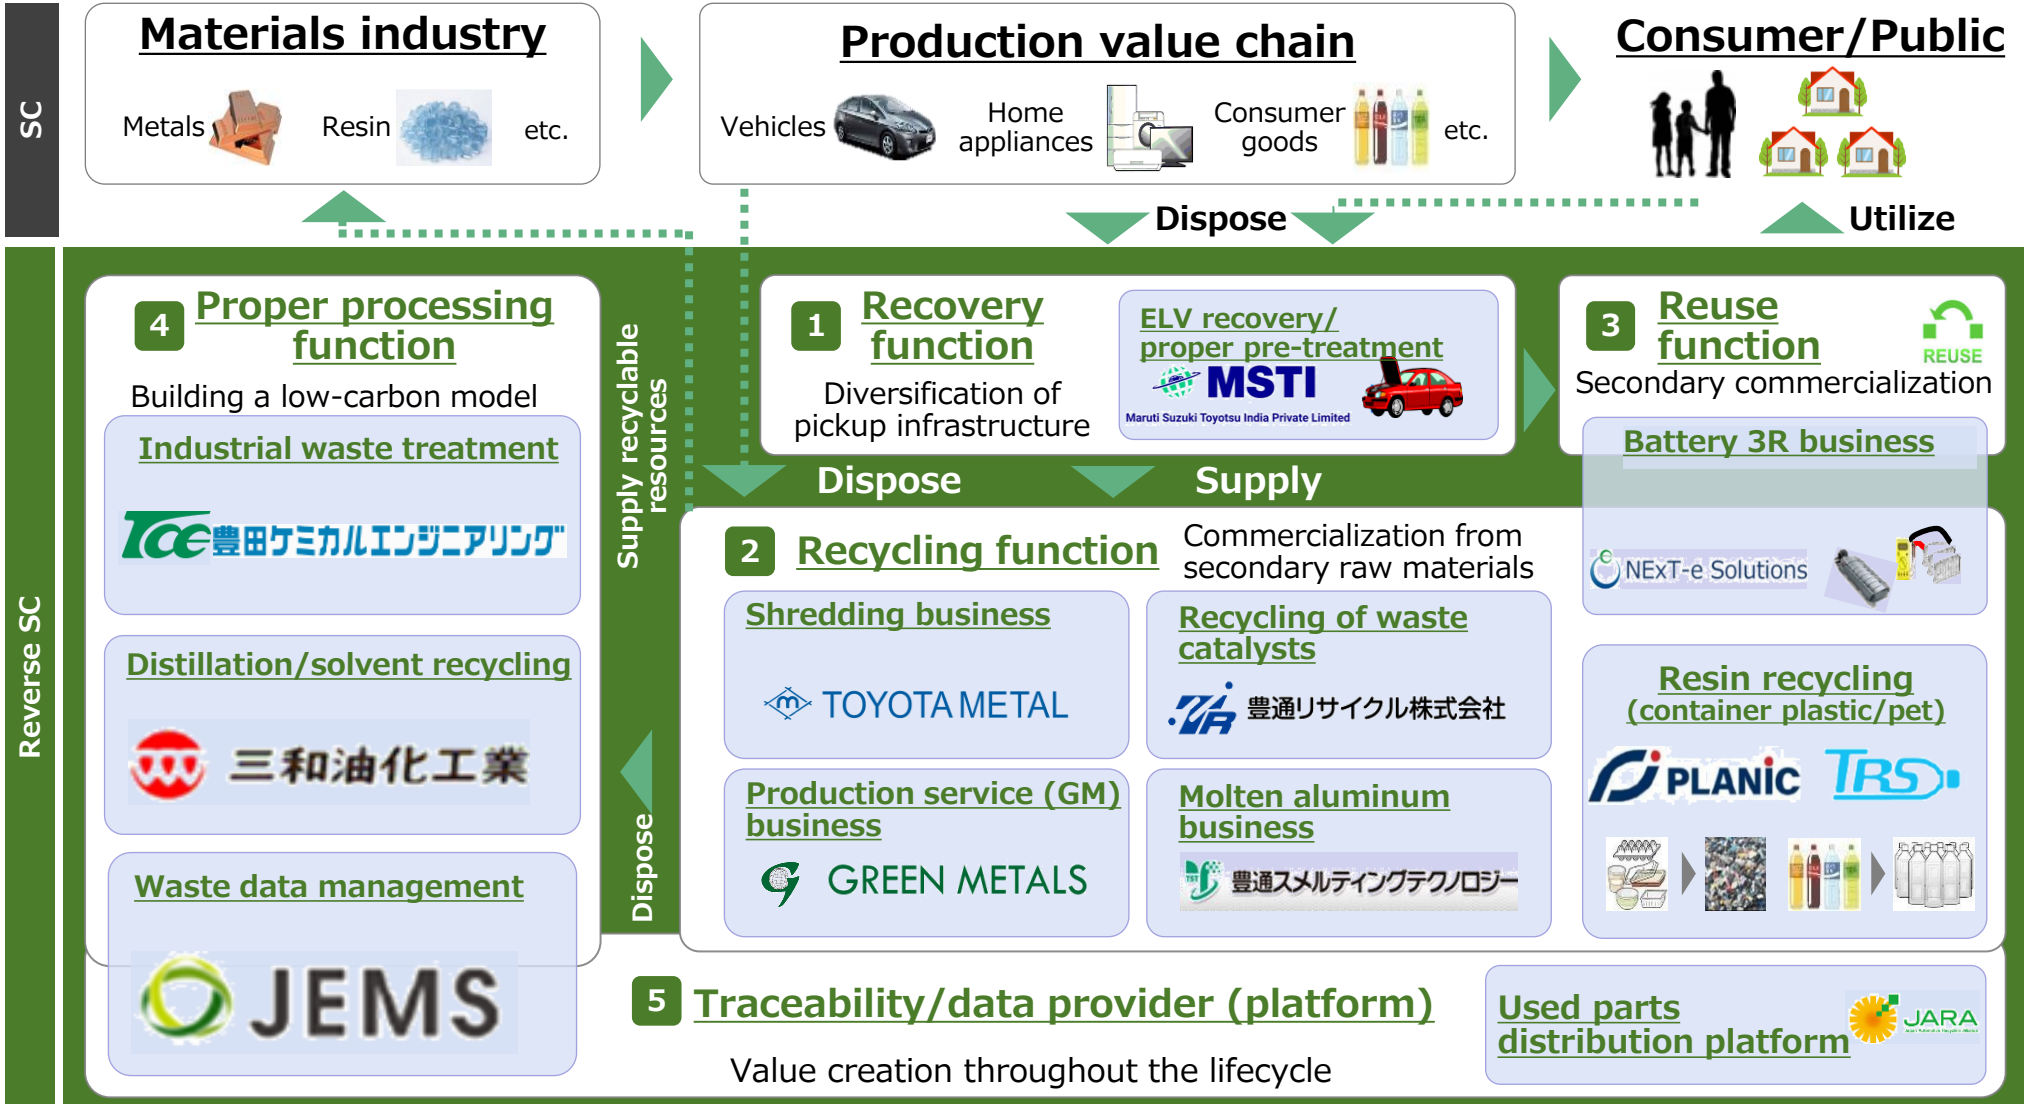 SC
Materials industry
Metals
Resin
etc.
Production value chain
Vehicles
Home
appliances
Consumer
goods
etc.
Consumer/Public
Dispose
Utilize
Reverse SC
4
Proper processing
function
Building a low-carbon model
Industrial waste treatment
TCE 豊田ケミカルエンジニアリング
Distillation/solvent recycling
三和油化工業
Waste data management
JEMS
Supply recyclable
resources
Dispose
1
Recovery
function
Diversification of
pickup infrastructure
ELV recovery/
proper pre-treatment
MSTI
Maruti Suzuki Toyotsu India Private Limited
3
Reuse
function
REUSE
Secondary commercialization
Battery 3R business
NExT-e Solutions
Resin recycling
(container plastic/pet)
PLANIC
TRS
Dispose
Supply
2
Recycling function
Commercialization from
secondary raw materials
Shredding business
TOYOTA METAL
Recycling of waste
catalysts
豊通リサイクル株式会社
Production service (GM)
business
GREEN METALS
Molten aluminum
business
TST
豊通スメルティングテクノロジー
5
Traceability/data provider (platform)
Value creation throughout the lifecycle
Used parts
distribution platform
JARA